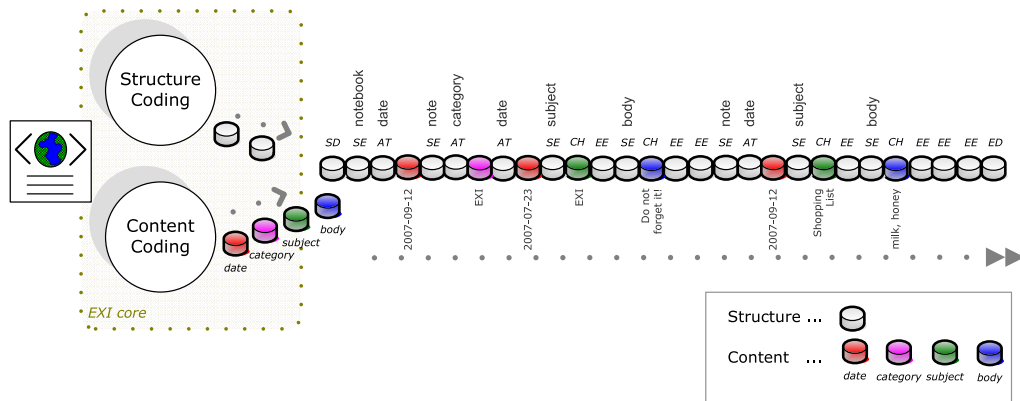 Structure
Coding
Content
Coding
EXI core
date
category
subject
body
notebook
date
note
category
date
subject
body
note
date
subject
body
SD SE AT SE AT AT SE CH EE SE CH EE EE SE AT SE CH EE SE CH EE EE EE ED
2007-09-12
EXI
2007-07-23
EXI
Do not
forget it!
2007-09-12
Shopping
List
milk, honey
Structure ...
Content ...
date category subject body